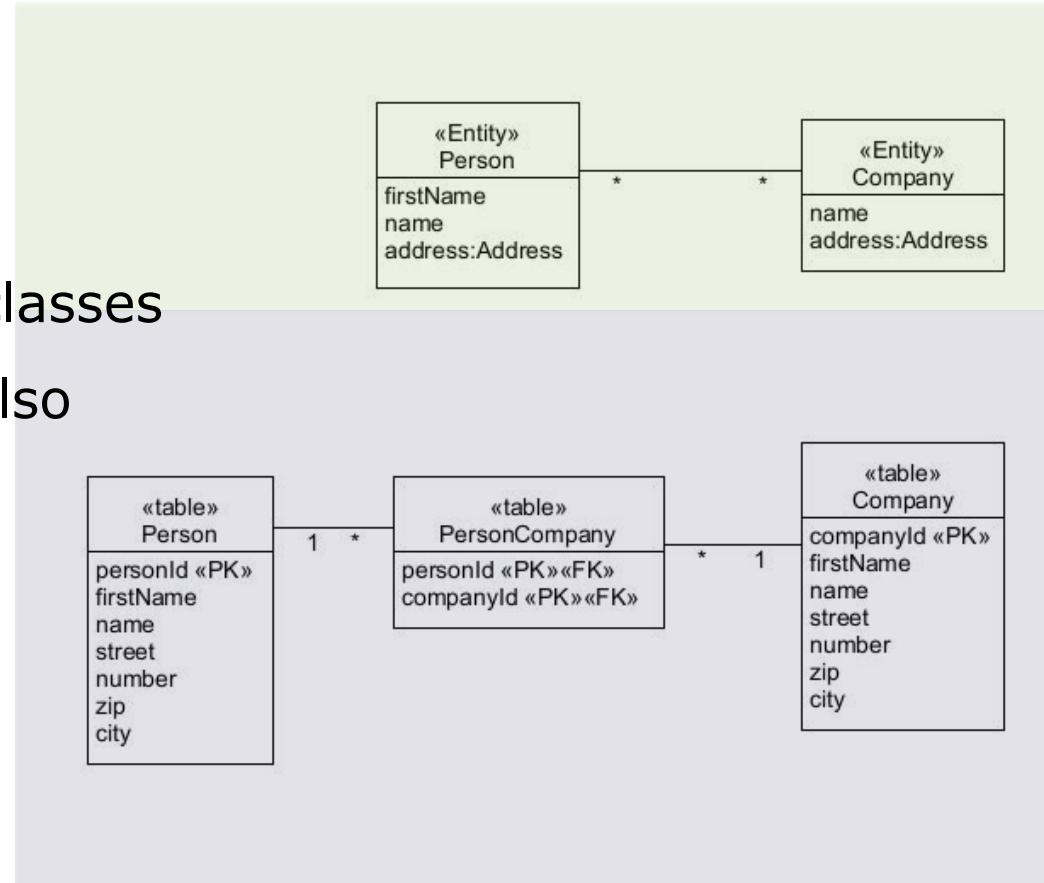 «Entity»
Person
firstName
name
address:Address
*
*
«Entity»
Company
name
address:Address
lasses
lso
«table»
Person
personId «PK»
firstName
name
street
number
zip
city
1
*
«table»
PersonCompany
personId «PK»«FK»
companyId «PK»«FK»
*
1
«table»
Company
companyId «PK»
firstName
name
street
number
zip
city